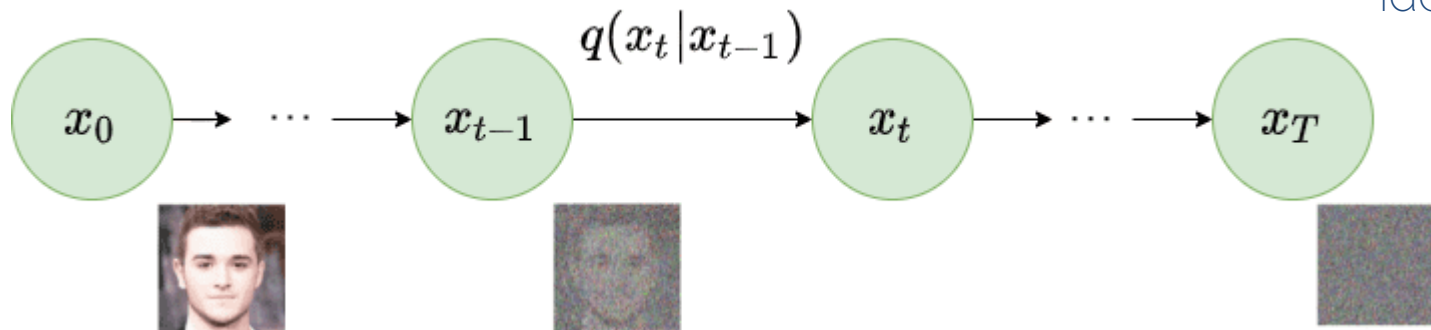 q(x_t|x_{t-1})
x_0 ... x_{t-1} x_t ... x_T